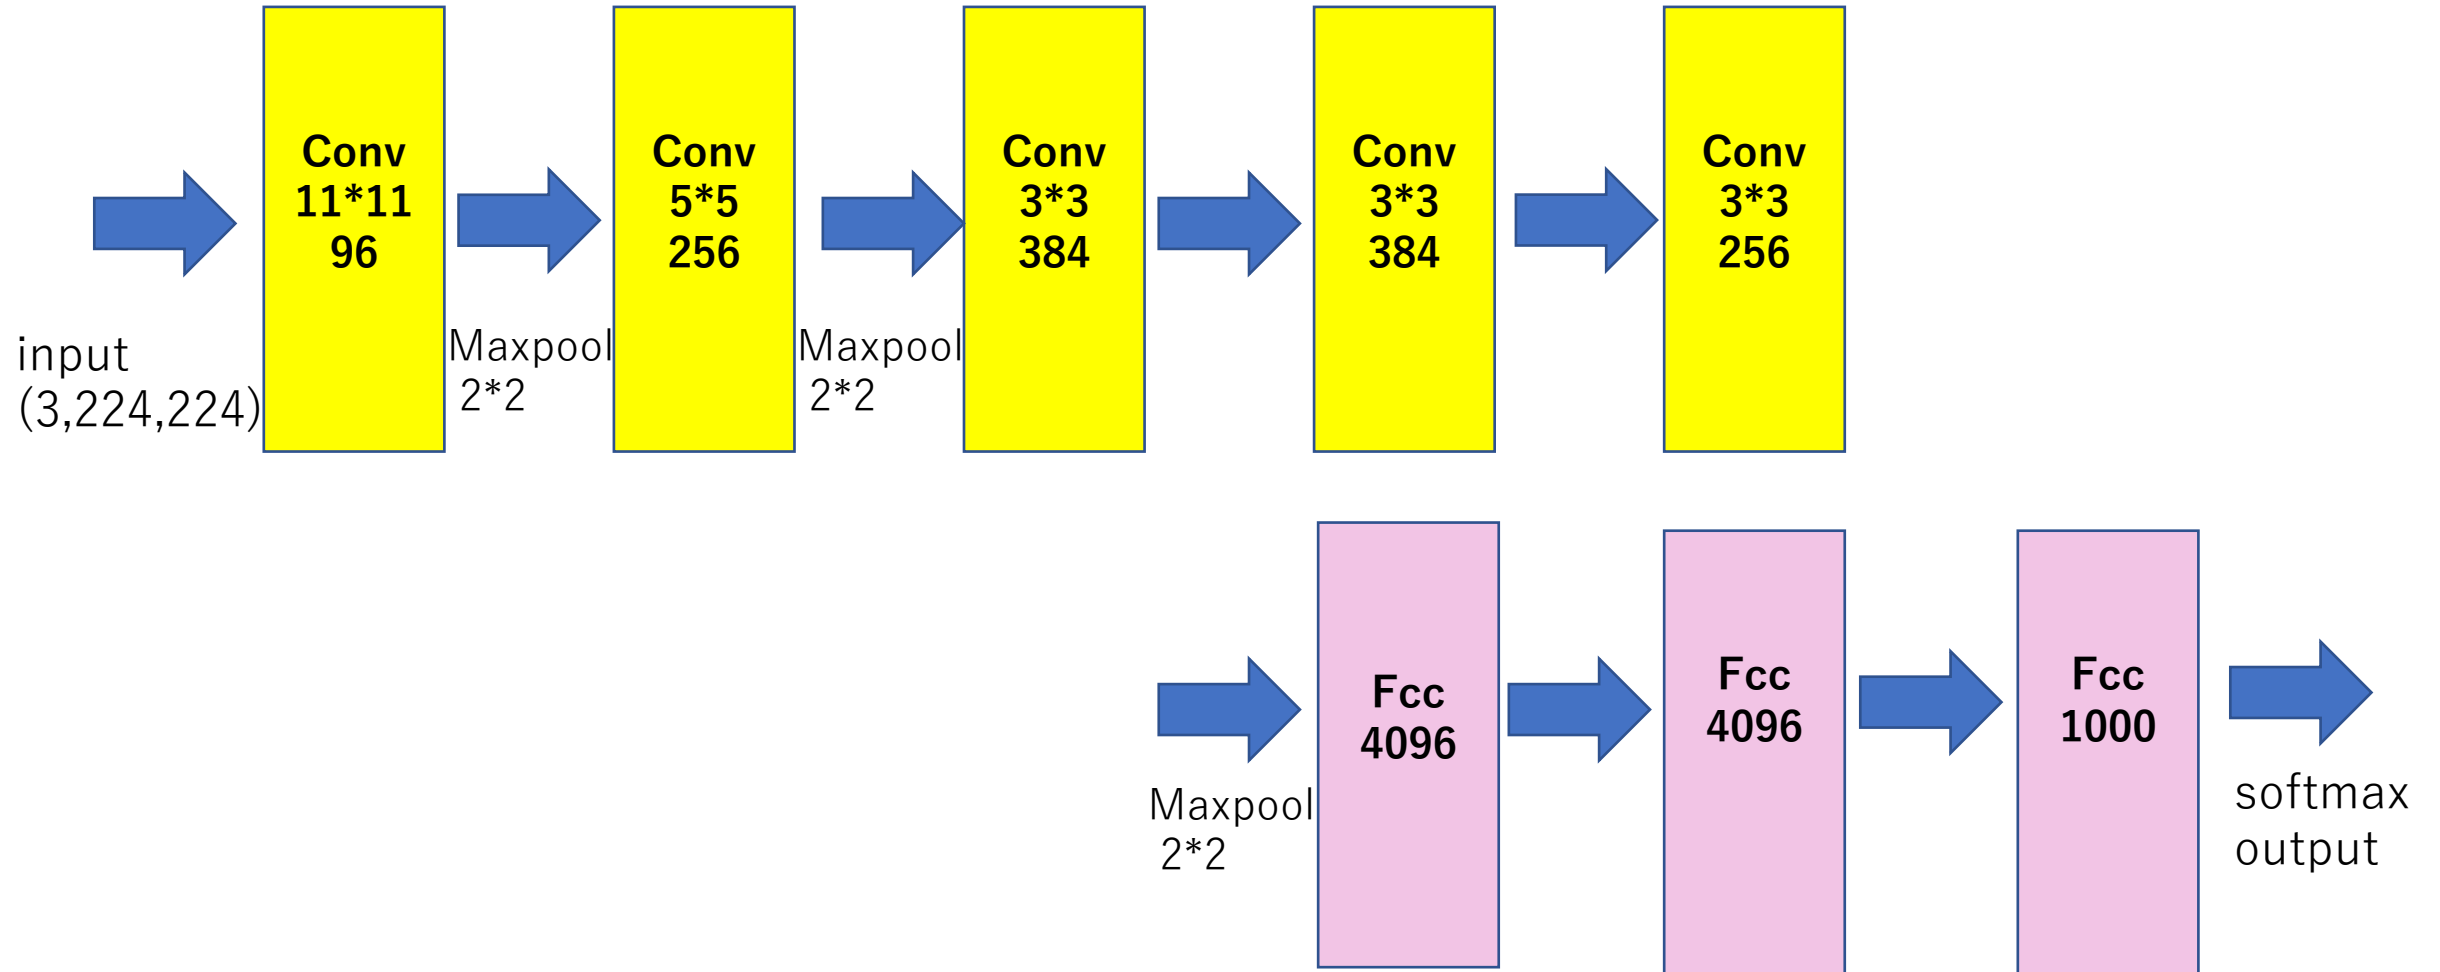 input
(3,224,224)
Conv
11*11
96
Maxpool
2*2
Conv
5*5
256
Maxpool
2*2
Conv
3*3
384
Conv
3*3
384
Conv
3*3
256
Maxpool
2*2
Fcc
4096
Fcc
4096
Fcc
1000
softmax
output